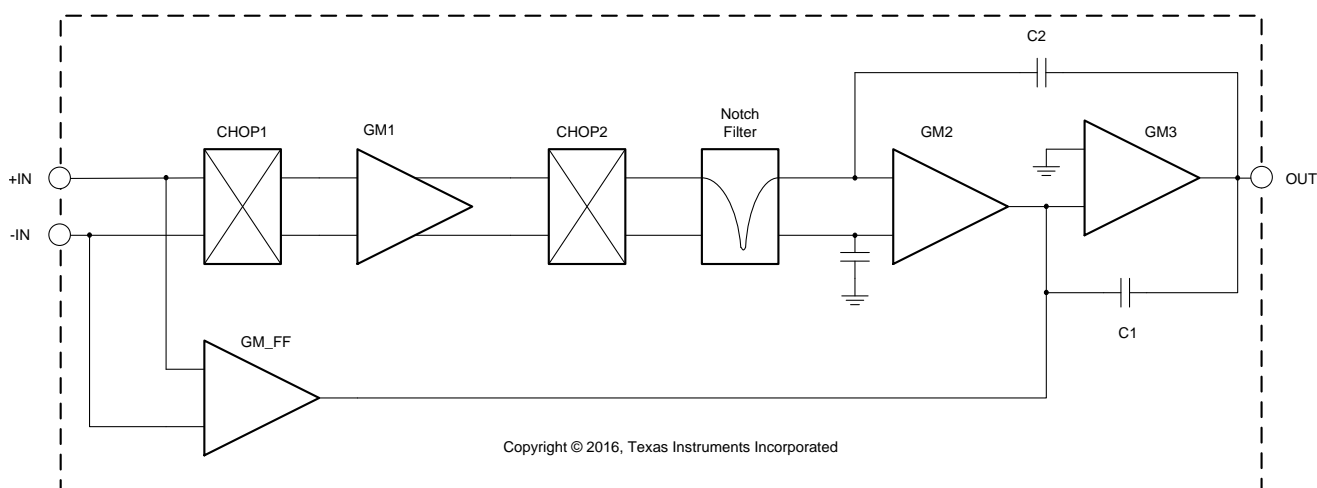 C2
Notch
Filter
CHOP1
GM1
CHOP2
GM2
GM3
+IN
OUT
-IN
C1
GM_FF
Copyright © 2016, Texas Instruments Incorporated